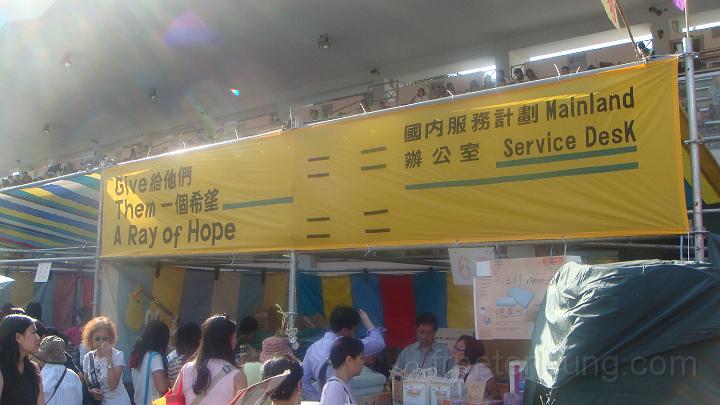 Give 給他們
Them 一個希望
A Ray of Hope
國內服務計劃 Mainland
辦公室 Service DesK